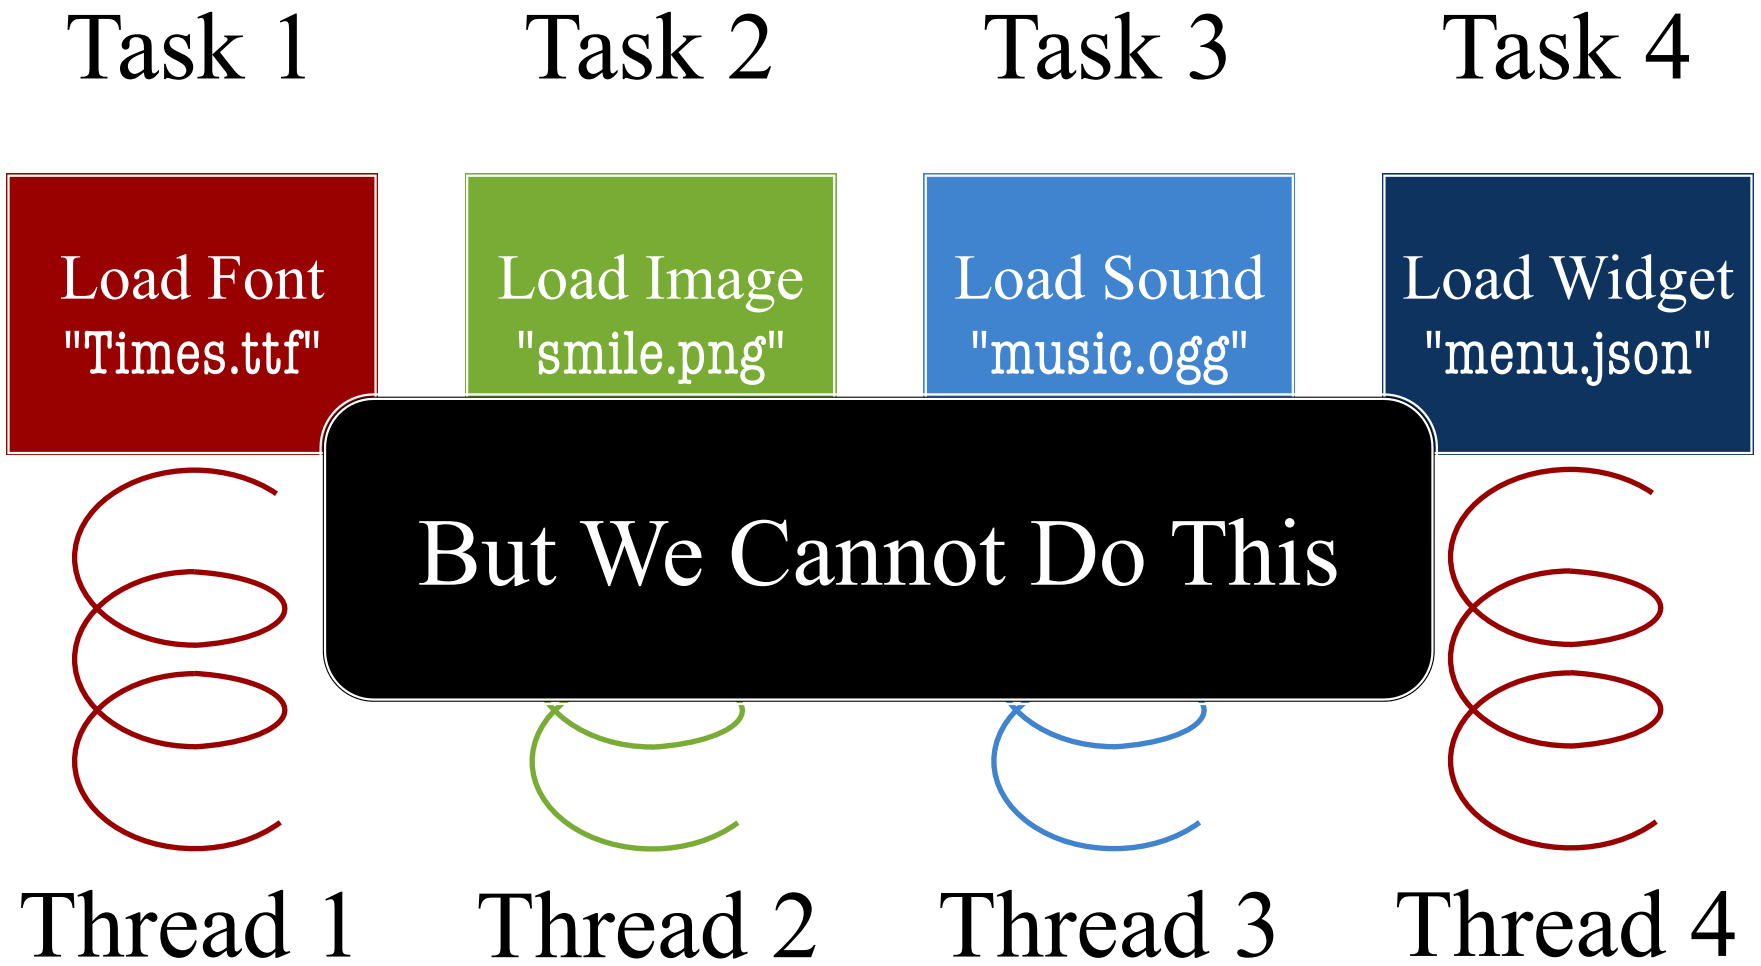 Task 1
Task 2
Task 3
Task 4
Load Font
"Times.ttf"
Load Image
"smile.png"
Load Sound
"music.ogg"
Load Widget
"menu.json"
But We Cannot Do This
Thread 1
Thread 2
Thread 3
Thread 4